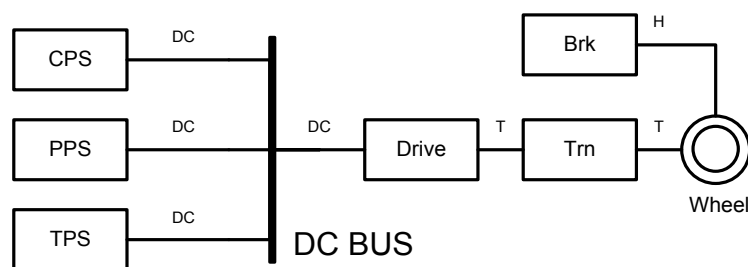 DC
CPS
DC
PPS
DC
TPS
DC BUS
DC
Drive
T
Trn
T
Brk
H
Wheel